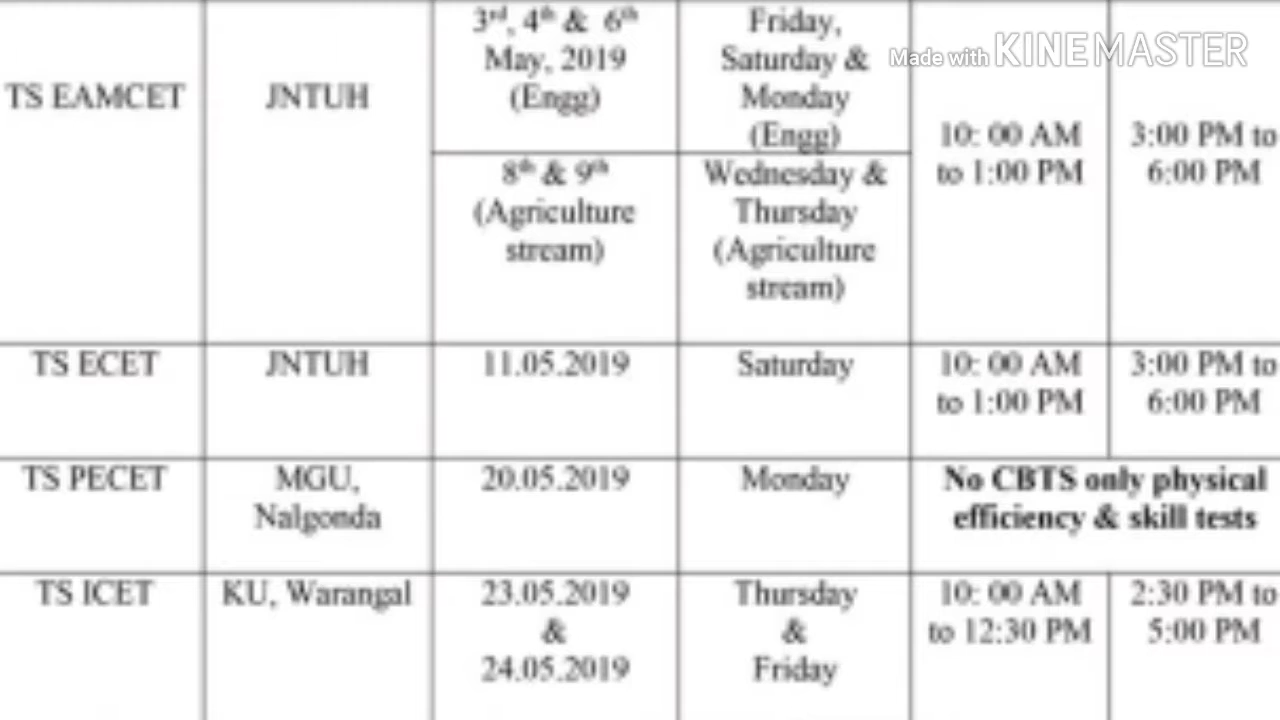 Made with KINEMASTER
TS EAMCET
JNTUH
3rd, 4th & 6th
May, 2019
(Engg)
Friday,
Saturday &
Monday
(Engg)
10: 00 AM
to 1:00 PM
3:00 PM to
6:00 PM
8th & 9th
(Agriculture
stream)
Wednesday &
Thursday
(Agriculture
stream)
TS ECET
JNTUH
11.05.2019
Saturday
10: 00 AM
to 1:00 PM
3:00 PM to
6:00 PM
TS PECET
MGU,
Nalgonda
20.05.2019
Monday
No CBTS only physical
efficiency & skill tests
TS ICET
KU, Warangal
23.05.2019
&
24.05.2019
Thursday
&
Friday
10: 00 AM
to 12:30 PM
2:30 PM to
5:00 PM